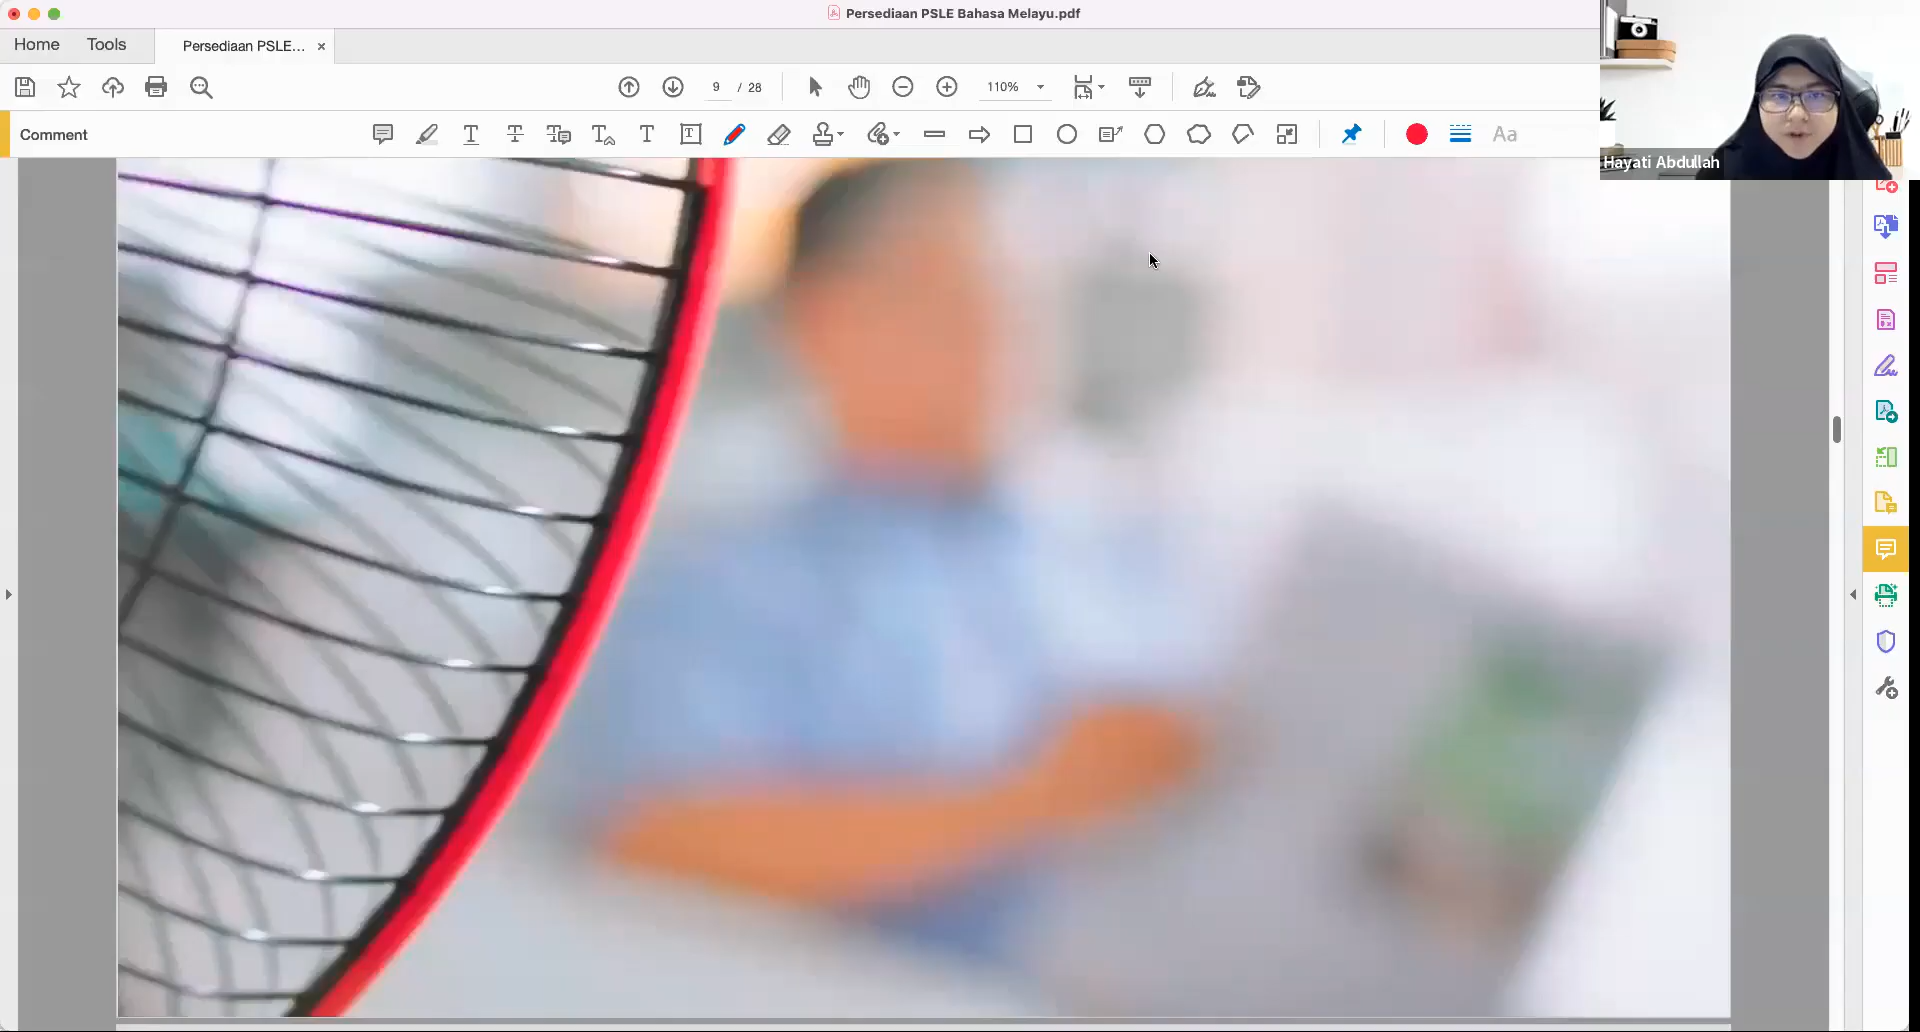 Persediaan PSLE Bahasa Melayu.pdf
Home
Tools
Persediaan PSLE...
9 / 28
110%
Comment
Aa
Hayati Abdullah